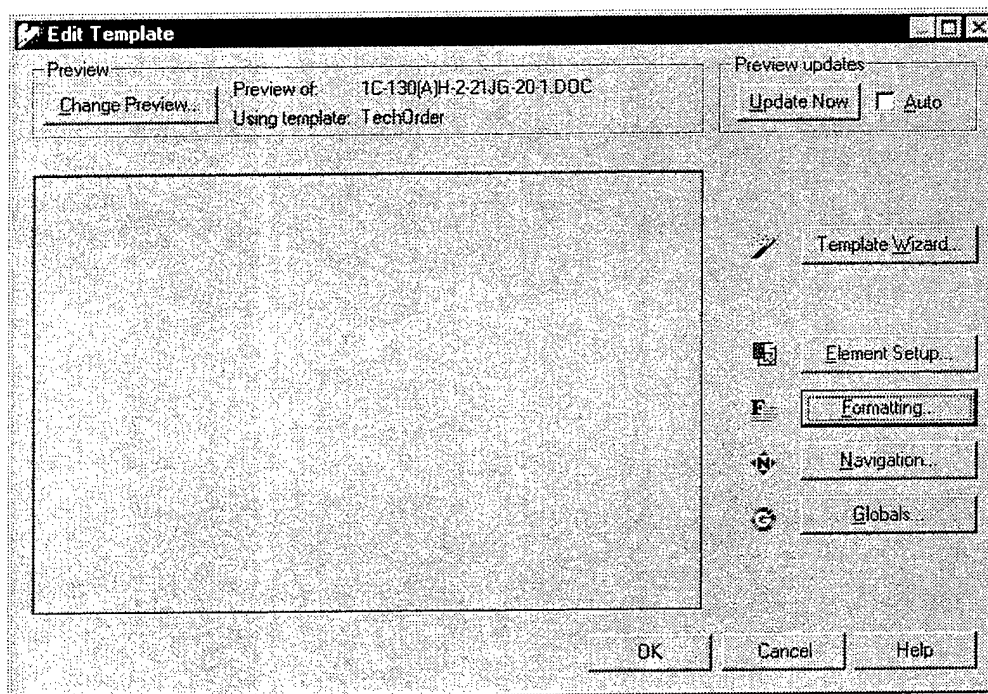 Edit Template
Preview
Change Preview...
Preview of: 1C-130(A)H-2-21JG-20-1.DOC
Using template: TechOrder
Preview updates
Update Now
Auto
Template Wizard...
Element Setup...
F
Formatting...
N
Navigation...
G
Globals...
OK
Cancel
Help